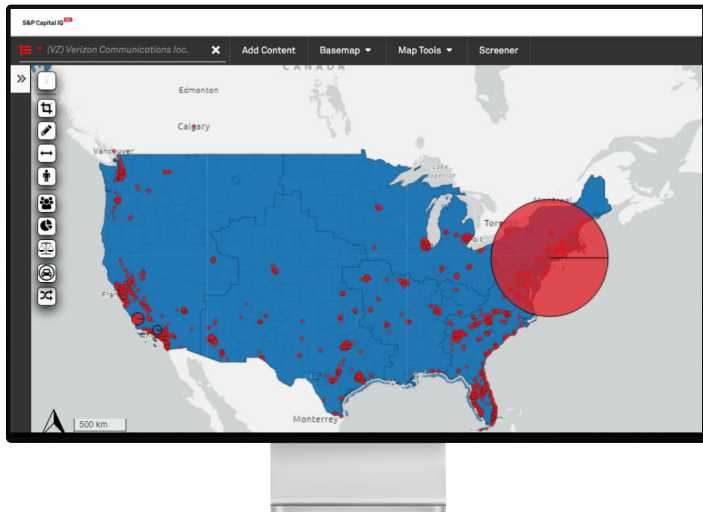 S&P Capital IQ PRO
(VZ) Verizon Communications Inc.
Add Content
Basemap
Map Tools
Screener
CANADA
Edmonton
Calgary
Vancouver
Lake
Superior
Montreal
Monterrey
500 km